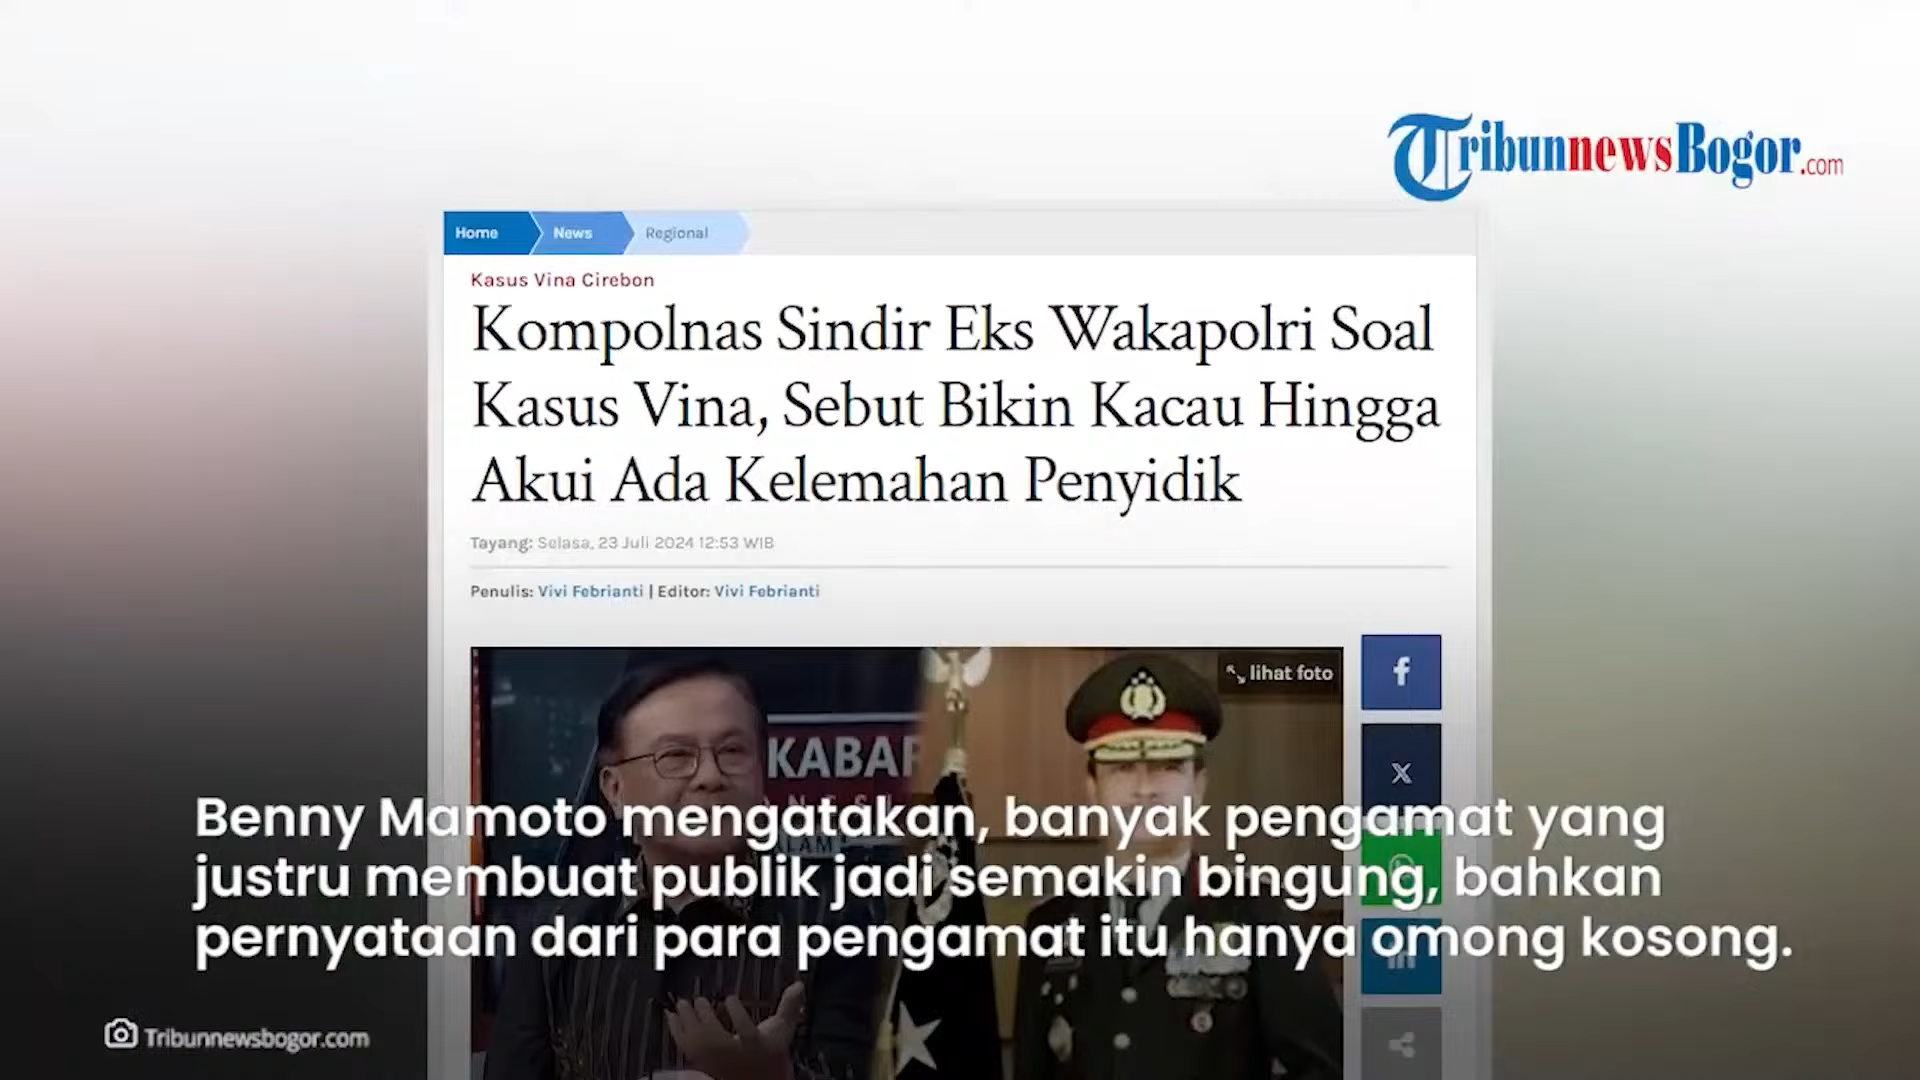 TribunnewsBogor.com
Home News Regional
Kasus Vina Cirebon
Kompolnas Sindir Eks Wakapolri Soal
Kasus Vina, Sebut Bikin Kacau Hingga
Akui Ada Kelemahan Penyidik
Tayang: Selasa, 23 Juli 2024 12:53 WIB
Penulis: Vivi Febrianti | Editor: Vivi Febrianti
lihat foto
KABAR
Benny Mamoto mengatakan, banyak pengamat yang
justru membuat publik jadi semakin bingung, bahkan
pernyataan dari para pengamat itu hanya omong kosong.
Tribunnewsbogor.com